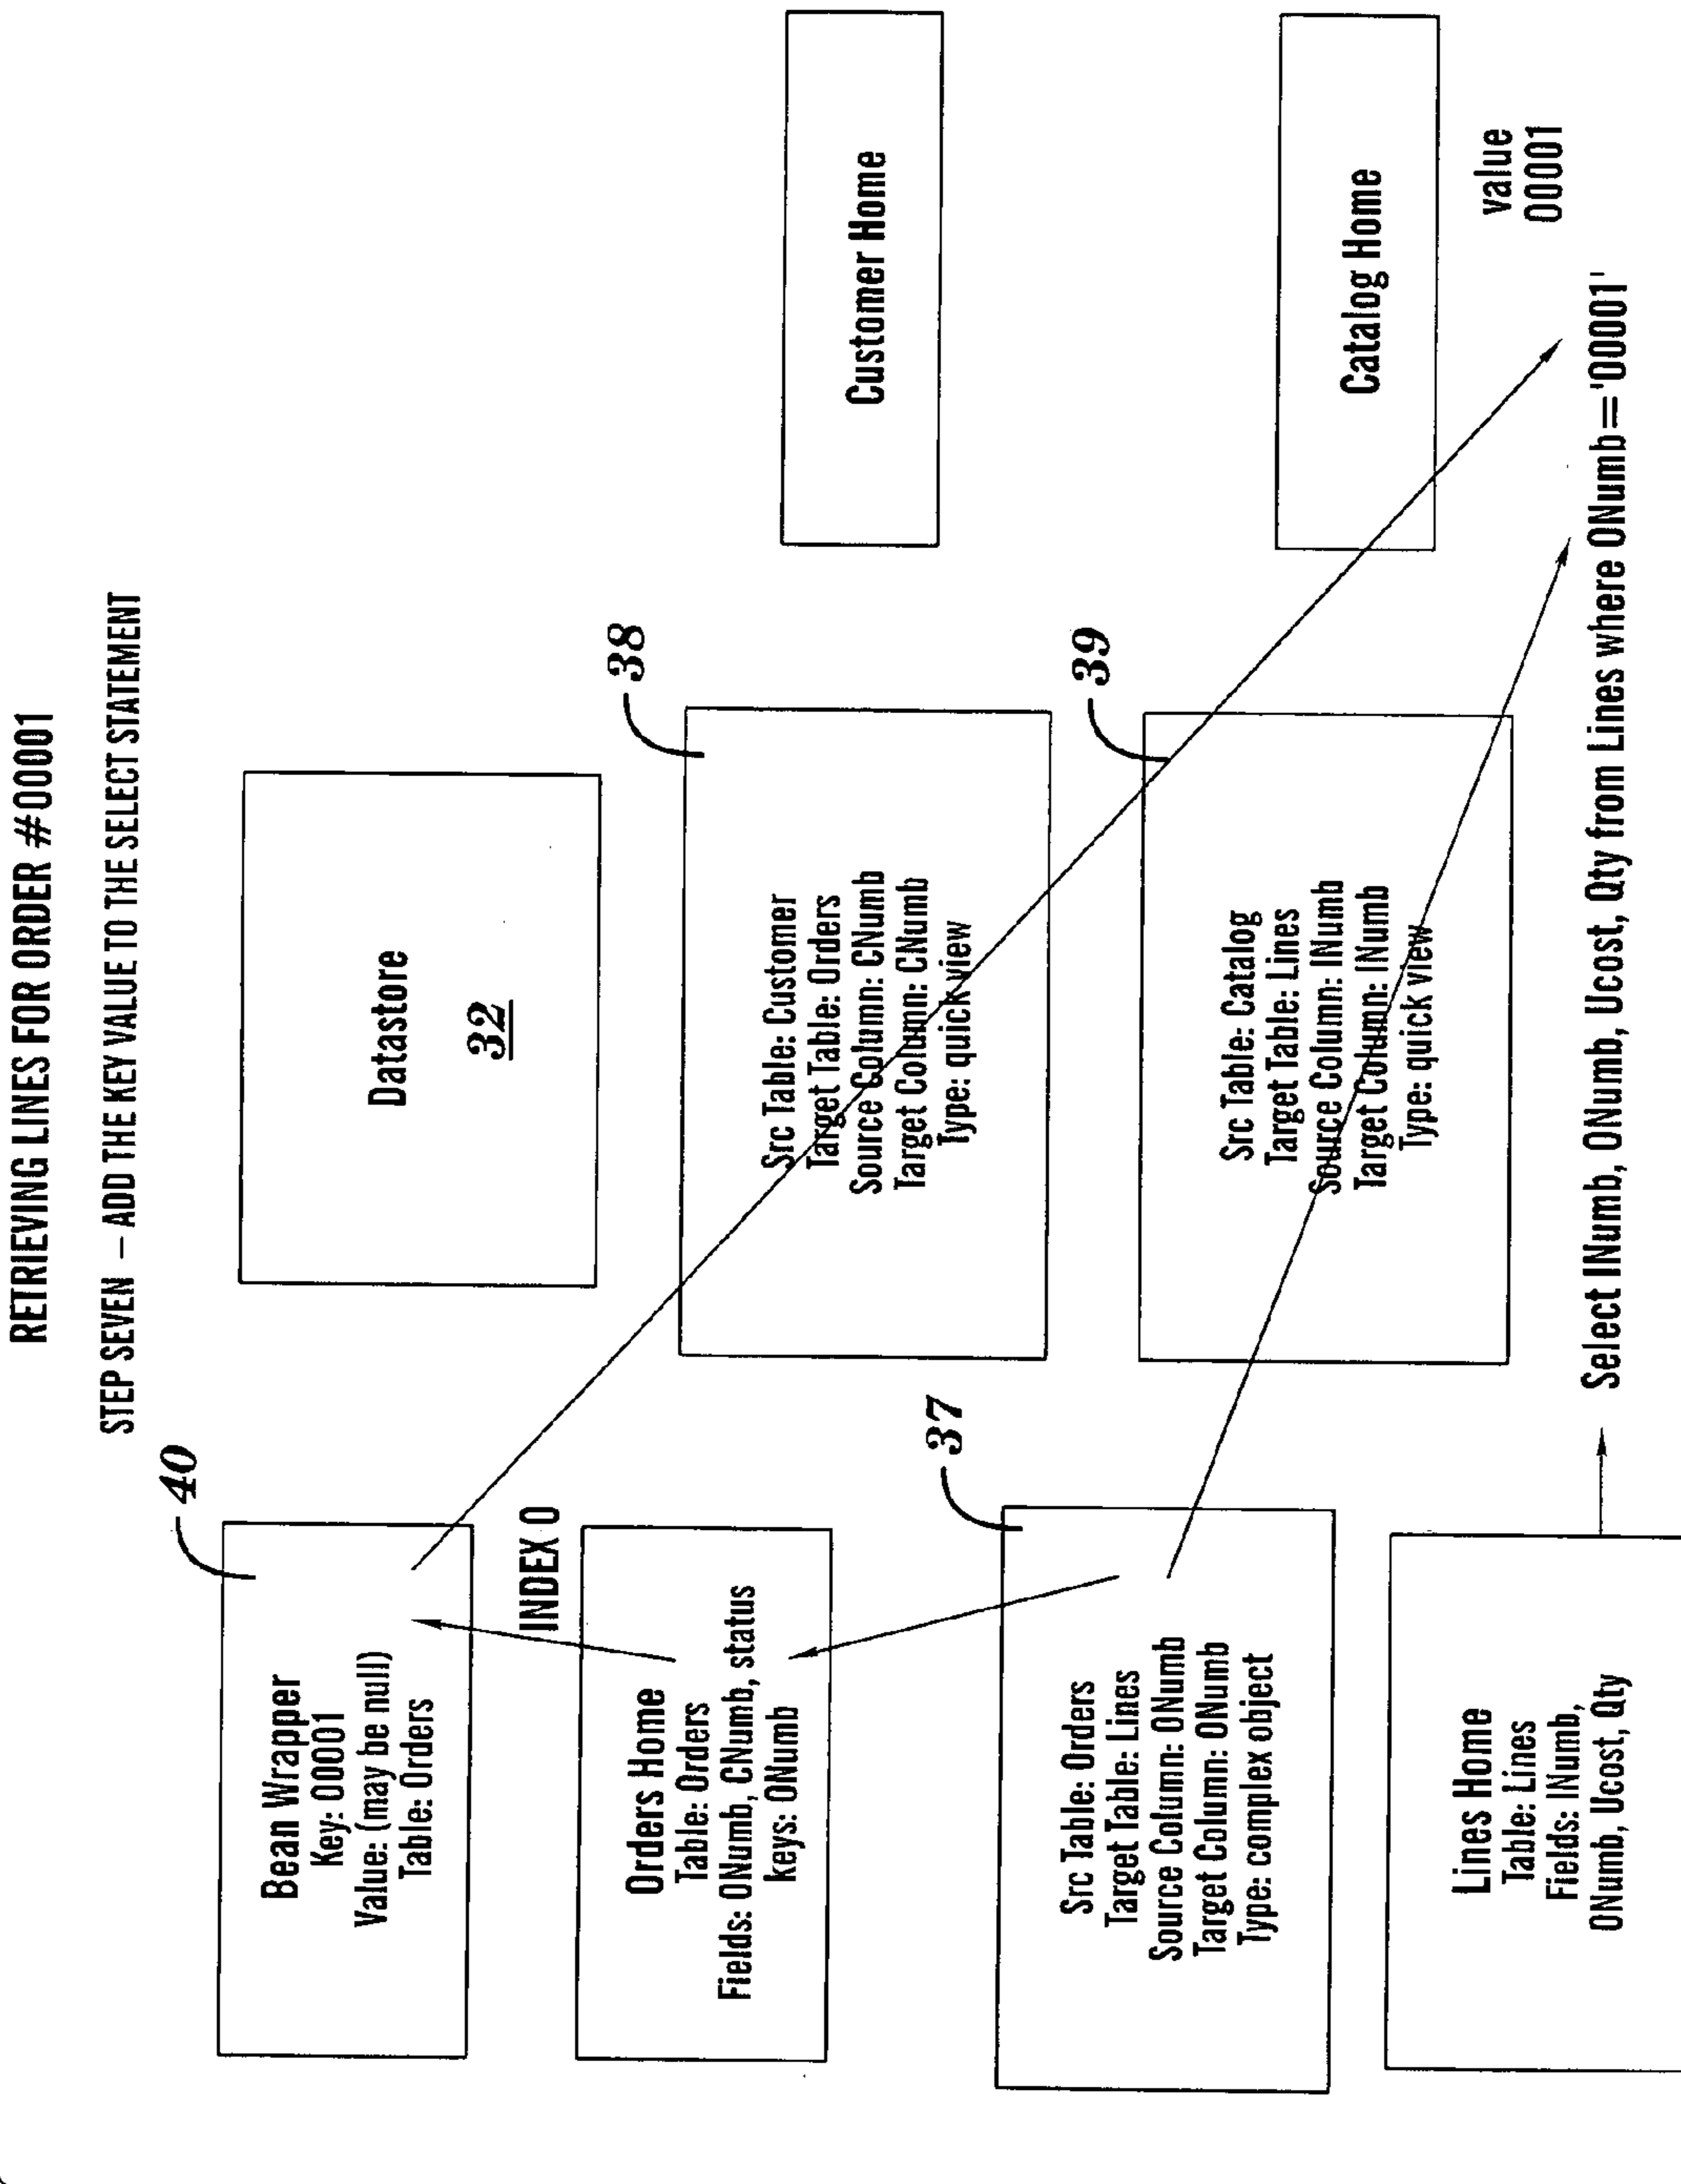 RETRIEVING LINES FOR ORDER #00001
STEP SEVEN – ADD THE KEY VALUE TO THE SELECT STATEMENT
40
Bean Wrapper
Key: 00001
Value: (may be null)
Table: Orders
Datastore
32
INDEX 0
Orders Home
Table: Orders
Fields: ONumb, CNumb, status
keys: ONumb
38
Src Table: Customer
Target Table: Orders
Source Column: CNumb
Target Column: CNumb
Type: quick view
Customer Home
37
Src Table: Orders
Target Table: Lines
Source Column: ONumb
Target Column: ONumb
Type: complex object
39
Src Table: Catalog
Target Table: Lines
Source Column: INumb
Target Column: INumb
Type: quick view
Catalog Home
Lines Home
Table: Lines
Fields: INumb,
ONumb, Ucost, Qty
value
00001
Select INumb, ONumb, Ucost, Qty from Lines where ONumb='00001'